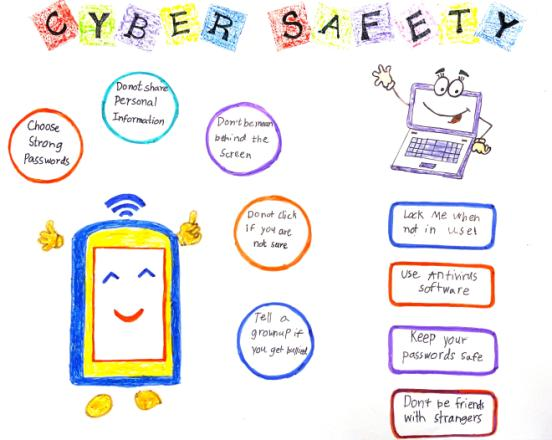 CYBER SAFETY
Do not share
Personal
Information
Choose
Strong
Passwords
Don't be mean
behind the
Screen
Do not click
if you are
not sure
Tell a
grownup if
you get bullied
Lock Me when
not in use!
Use Antivirus
software
Keep your
passwords safe
Don't be friends
with strangers